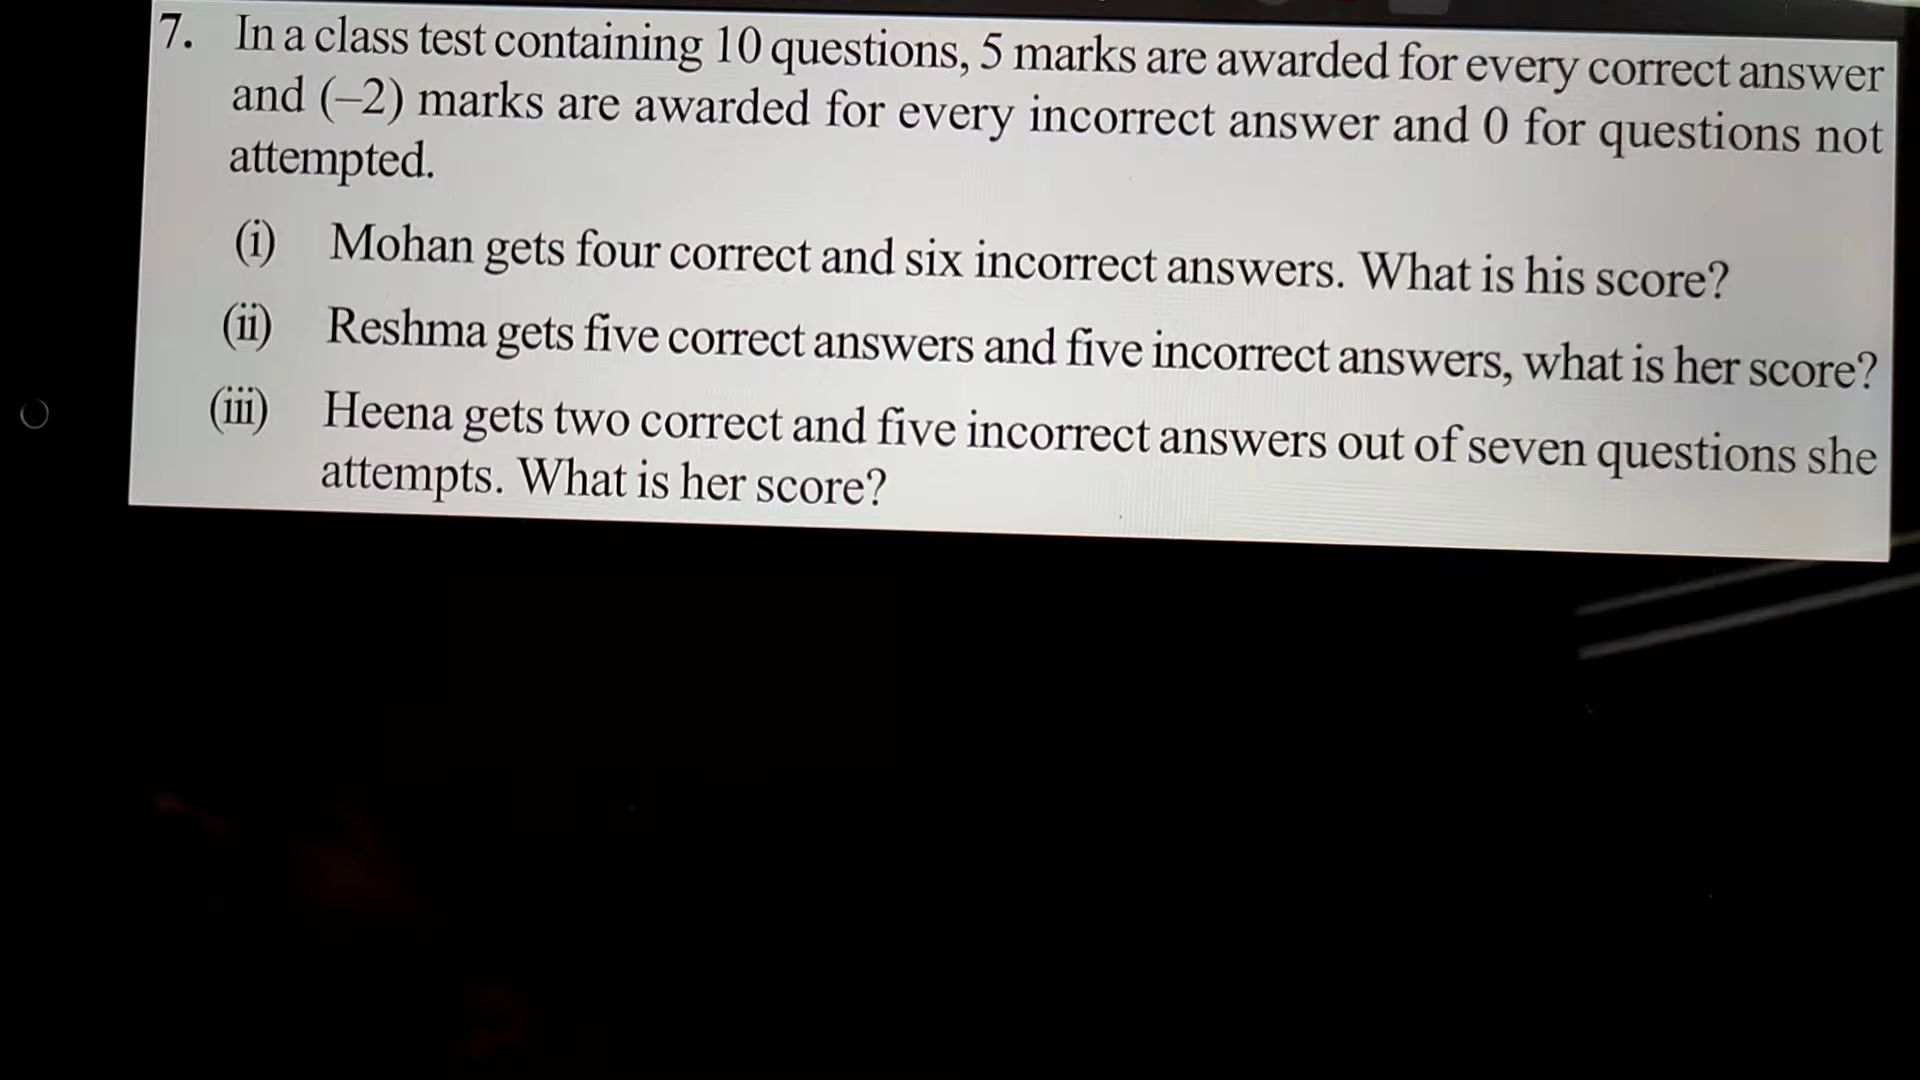 7. In a class test containing 10 questions, 5 marks are awarded for every correct answer
and (–2) marks are awarded for every incorrect answer and 0 for questions not
attempted.
(i) Mohan gets four correct and six incorrect answers. What is his score?
(ii) Reshma gets five correct answers and five incorrect answers, what is her score?
(iii) Heena gets two correct and five incorrect answers out of seven questions she
attempts. What is her score?